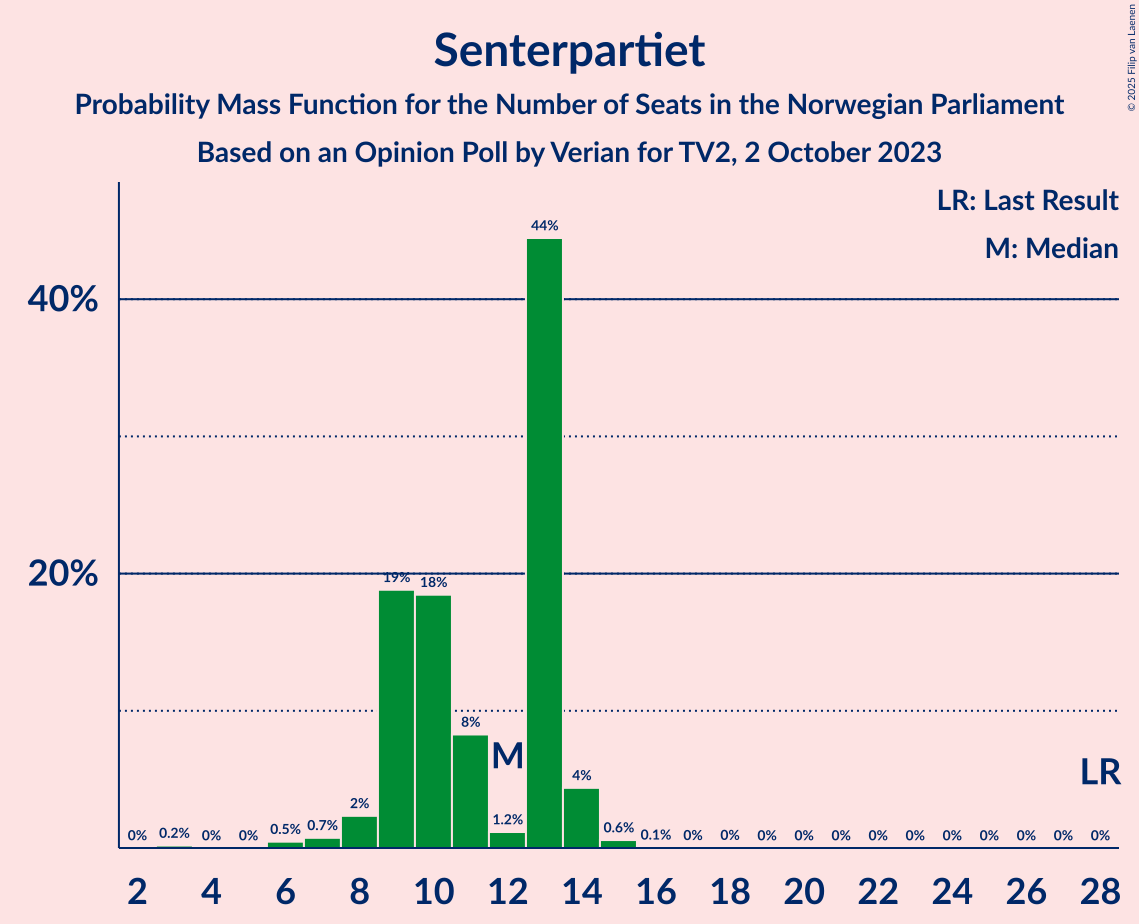 Senterpartiet
Probability Mass Function for the Number of Seats in the Norwegian Parliament
Based on an Opinion Poll by Verian for TV2, 2 October 2023
© 2025 Filip van Laenen
LR: Last Result
M: Median
40%
20%
0% 0.2% 0% 0% 0.5% 0.7% 2% 19% 18% 8% 1.2% 44% 4% 0.6% 0.1% 0% 0% 0% 0% 0% 0% 0% 0% 0% 0% 0% 0%
M
LR
2 4 6 8 10 12 14 16 18 20 22 24 26 28